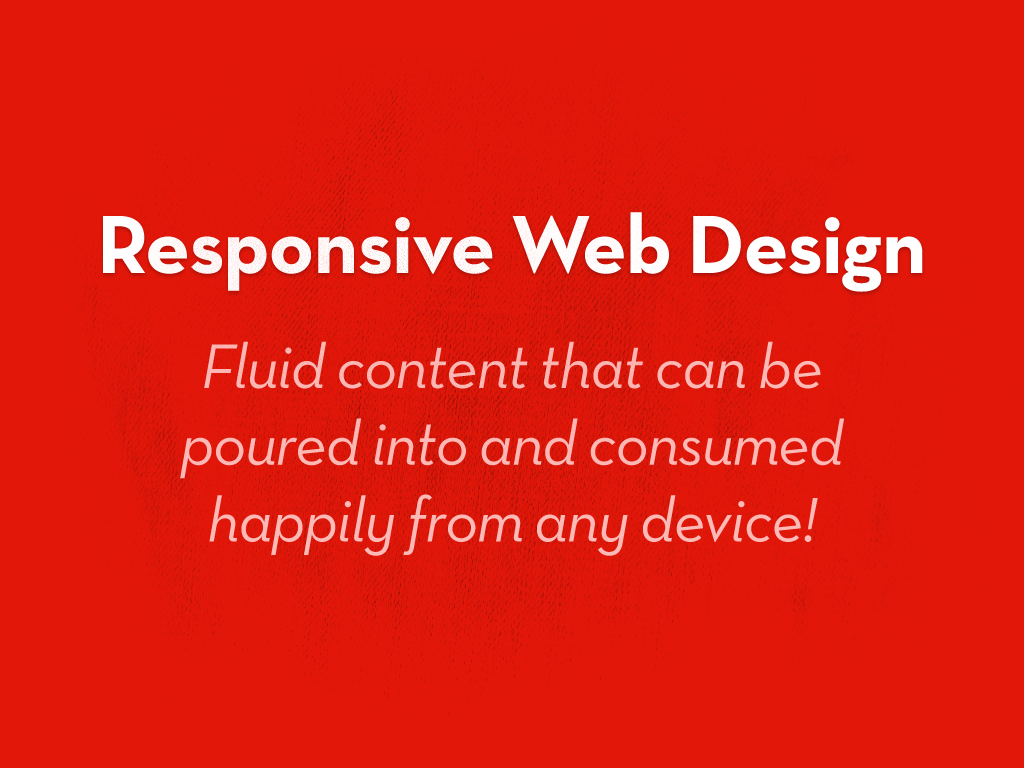 Responsive Web Design
Fluid content that can be
poured into and consumed
happily from any device!